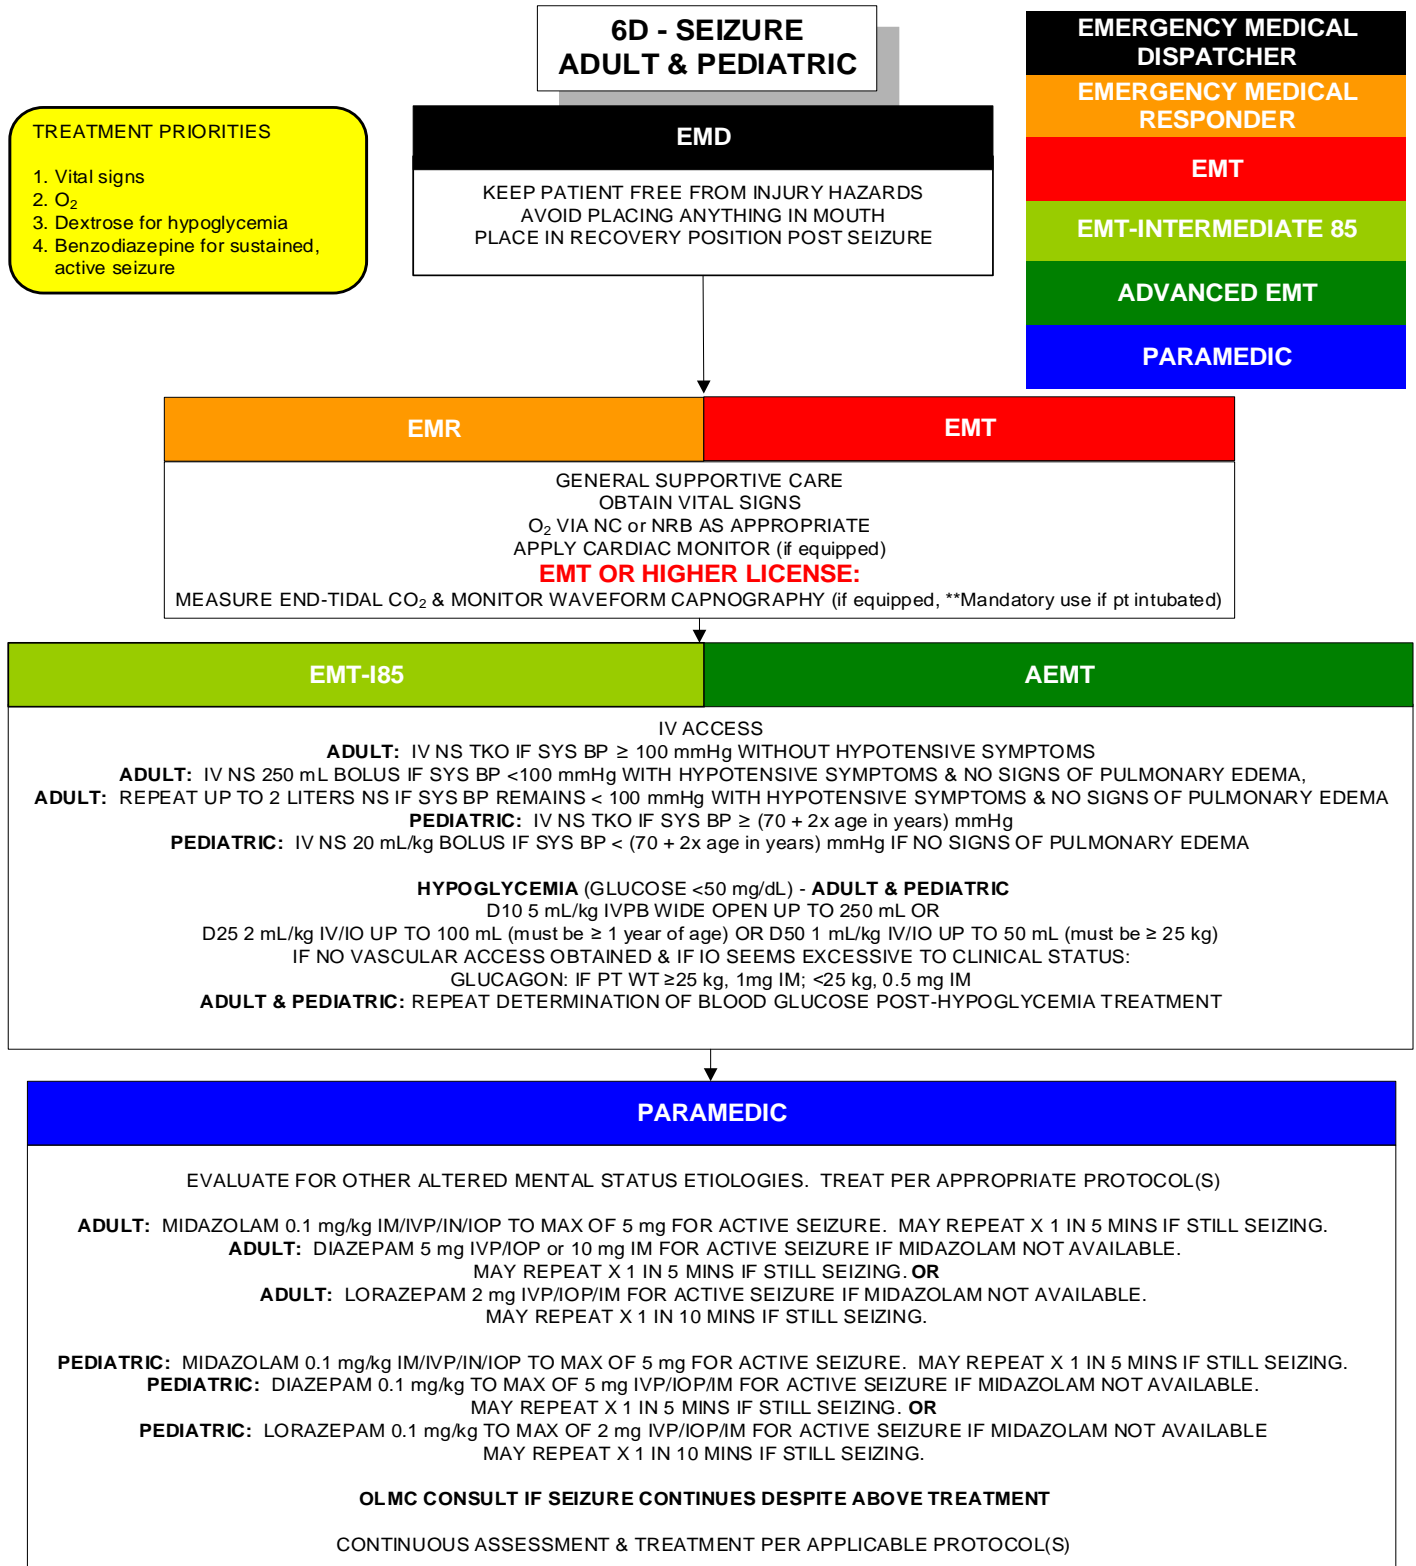 6D - SEIZURE
ADULT & PEDIATRIC
EMERGENCY MEDICAL
DISPATCHER
EMERGENCY MEDICAL
RESPONDER
EMT
EMT-INTERMEDIATE 85
ADVANCED EMT
PARAMEDIC
TREATMENT PRIORITIES
1. Vital signs
2. O₂
3. Dextrose for hypoglycemia
4. Benzodiazepine for sustained,
active seizure
EMD
KEEP PATIENT FREE FROM INJURY HAZARDS
AVOID PLACING ANYTHING IN MOUTH
PLACE IN RECOVERY POSITION POST SEIZURE
EMR
EMT
GENERAL SUPPORTIVE CARE
OBTAIN VITAL SIGNS
O₂ VIA NC or NRB AS APPROPRIATE
APPLY CARDIAC MONITOR (if equipped)
EMT OR HIGHER LICENSE:
MEASURE END-TIDAL CO₂ & MONITOR WAVEFORM CAPNOGRAPHY (if equipped, **Mandatory use if pt intubated)
EMT-I85
AEMT
IV ACCESS
ADULT: IV NS TKO IF SYS BP ≥ 100 mmHg WITHOUT HYPOTENSIVE SYMPTOMS
ADULT: IV NS 250 mL BOLUS IF SYS BP <100 mmHg WITH HYPOTENSIVE SYMPTOMS & NO SIGNS OF PULMONARY EDEMA,
ADULT: REPEAT UP TO 2 LITERS NS IF SYS BP REMAINS < 100 mmHg WITH HYPOTENSIVE SYMPTOMS & NO SIGNS OF PULMONARY EDEMA
PEDIATRIC: IV NS TKO IF SYS BP ≥ (70 + 2x age in years) mmHg
PEDIATRIC: IV NS 20 mL/kg BOLUS IF SYS BP < (70 + 2x age in years) mmHg IF NO SIGNS OF PULMONARY EDEMA
HYPOGLYCEMIA (GLUCOSE <50 mg/dL) - ADULT & PEDIATRIC
D10 5 mL/kg IVPB WIDE OPEN UP TO 250 mL OR
D25 2 mL/kg IV/IO UP TO 100 mL (must be ≥ 1 year of age) OR D50 1 mL/kg IV/IO UP TO 50 mL (must be ≥ 25 kg)
IF NO VASCULAR ACCESS OBTAINED & IF IO SEEMS EXCESSIVE TO CLINICAL STATUS:
GLUCAGON: IF PT WT ≥25 kg, 1mg IM; <25 kg, 0.5 mg IM
ADULT & PEDIATRIC: REPEAT DETERMINATION OF BLOOD GLUCOSE POST-HYPOGLYCEMIA TREATMENT
PARAMEDIC
EVALUATE FOR OTHER ALTERED MENTAL STATUS ETIOLOGIES. TREAT PER APPROPRIATE PROTOCOL(S)
ADULT: MIDAZOLAM 0.1 mg/kg IM/IVP/IN/IOP TO MAX OF 5 mg FOR ACTIVE SEIZURE. MAY REPEAT X 1 IN 5 MINS IF STILL SEIZING.
ADULT: DIAZEPAM 5 mg IVP/IOP or 10 mg IM FOR ACTIVE SEIZURE IF MIDAZOLAM NOT AVAILABLE.
MAY REPEAT X 1 IN 5 MINS IF STILL SEIZING. OR
ADULT: LORAZEPAM 2 mg IVP/IOP/IM FOR ACTIVE SEIZURE IF MIDAZOLAM NOT AVAILABLE.
MAY REPEAT X 1 IN 10 MINS IF STILL SEIZING.
PEDIATRIC: MIDAZOLAM 0.1 mg/kg IM/IVP/IN/IOP TO MAX OF 5 mg FOR ACTIVE SEIZURE. MAY REPEAT X 1 IN 5 MINS IF STILL SEIZING.
PEDIATRIC: DIAZEPAM 0.1 mg/kg TO MAX OF 5 mg IVP/IOP/IM FOR ACTIVE SEIZURE IF MIDAZOLAM NOT AVAILABLE.
MAY REPEAT X 1 IN 5 MINS IF STILL SEIZING. OR
PEDIATRIC: LORAZEPAM 0.1 mg/kg TO MAX OF 2 mg IVP/IOP/IM FOR ACTIVE SEIZURE IF MIDAZOLAM NOT AVAILABLE
MAY REPEAT X 1 IN 10 MINS IF STILL SEIZING.
OLMC CONSULT IF SEIZURE CONTINUES DESPITE ABOVE TREATMENT
CONTINUOUS ASSESSMENT & TREATMENT PER APPLICABLE PROTOCOL(S)